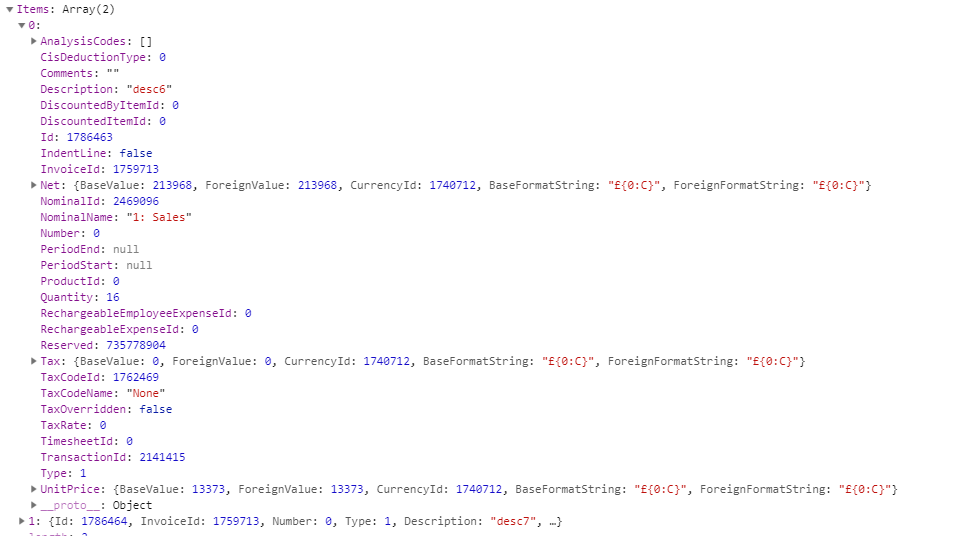 Items: Array(2)
0:
AnalysisCodes: []
CisDeductionType: 0
Comments: ""
Description: "desc6"
DiscountedByItemId: 0
DiscountedItemId: 0
Id: 1786463
IndentLine: false
InvoiceId: 1759713
Net: {BaseValue: 213968, ForeignValue: 213968, CurrencyId: 1740712, BaseFormatString: "£{0:C}", ForeignFormatString: "£{0:C}"}
NominalId: 2469096
NominalName: "1: Sales"
Number: 0
PeriodEnd: null
PeriodStart: null
ProductId: 0
Quantity: 16
RechargeableEmployeeExpenseId: 0
RechargeableExpenseId: 0
Reserved: 735778904
Tax: {BaseValue: 0, ForeignValue: 0, CurrencyId: 1740712, BaseFormatString: "£{0:C}", ForeignFormatString: "£{0:C}"}
TaxCodeId: 1762469
TaxCodeName: "None"
TaxOverridden: false
TaxRate: 0
TimesheetId: 0
TransactionId: 2141415
Type: 1
UnitPrice: {BaseValue: 13373, ForeignValue: 13373, CurrencyId: 1740712, BaseFormatString: "£{0:C}", ForeignFormatString: "£{0:C}"}
__proto__: Object
1: {Id: 1786464, InvoiceId: 1759713, Number: 0, Type: 1, Description: "desc7", …}